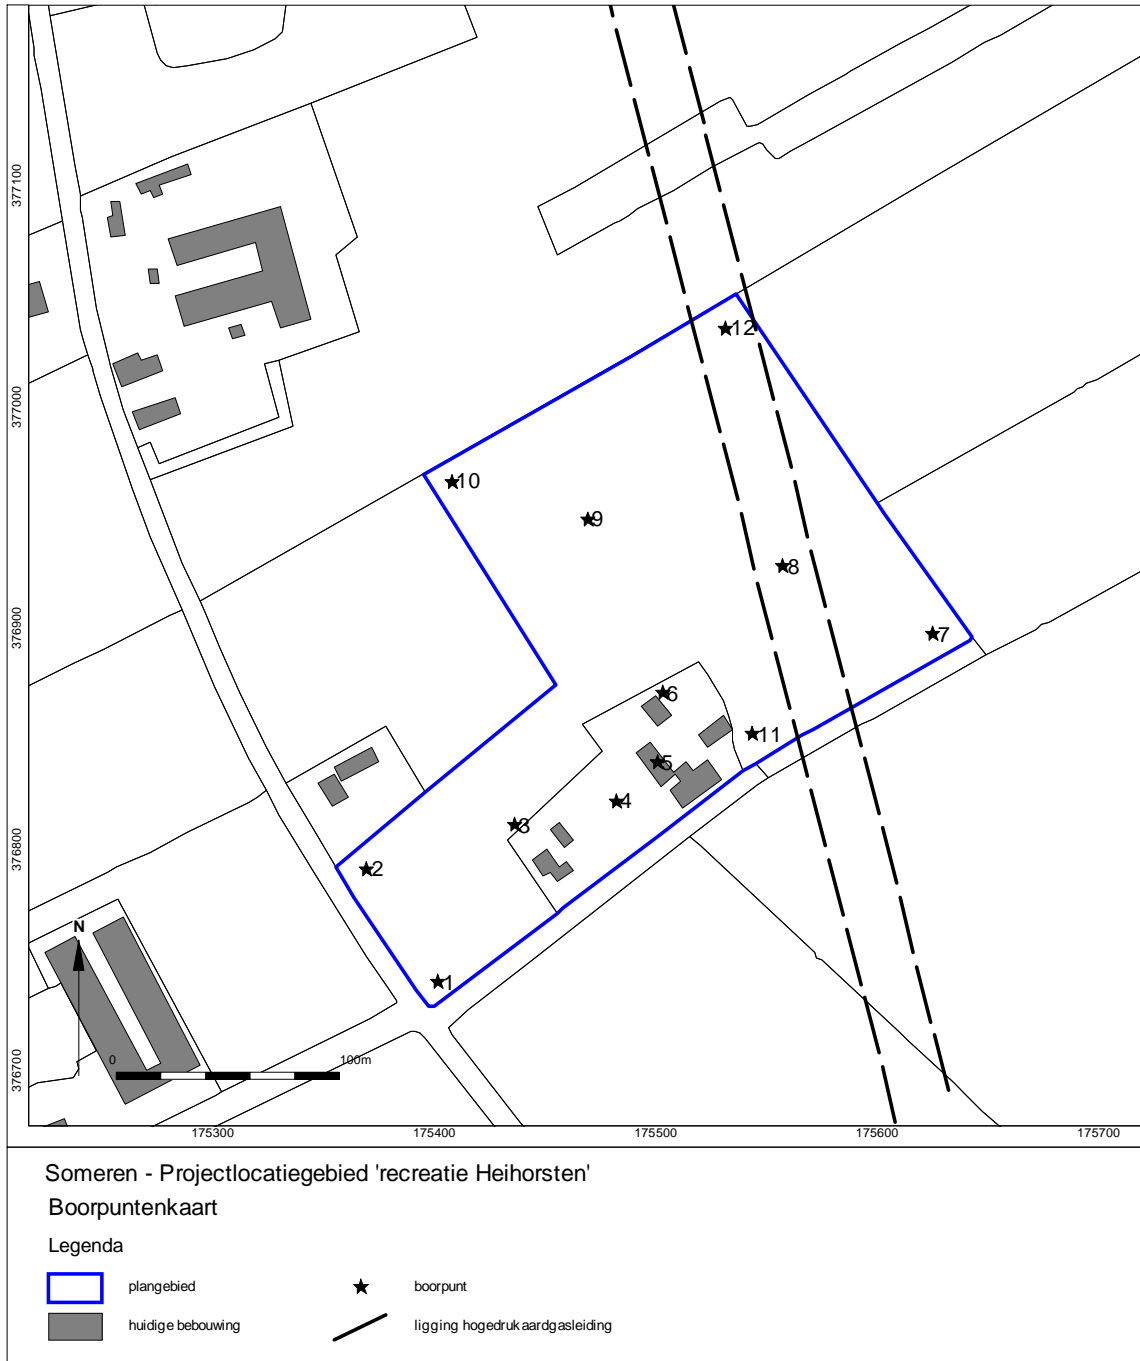 377100
377000
376900
376800
376700
12
10
9
8
7
6
11
5
4
3
2
1
N
0 100m
175300 175400 175500 175600 175700
Someren - Projectlocatiegebied 'recreatie Heihorsten'
Boorpuntenkaart
Legenda
plangebied boorpunt
huidige bebouwing ligging hogedrukaardgasleiding